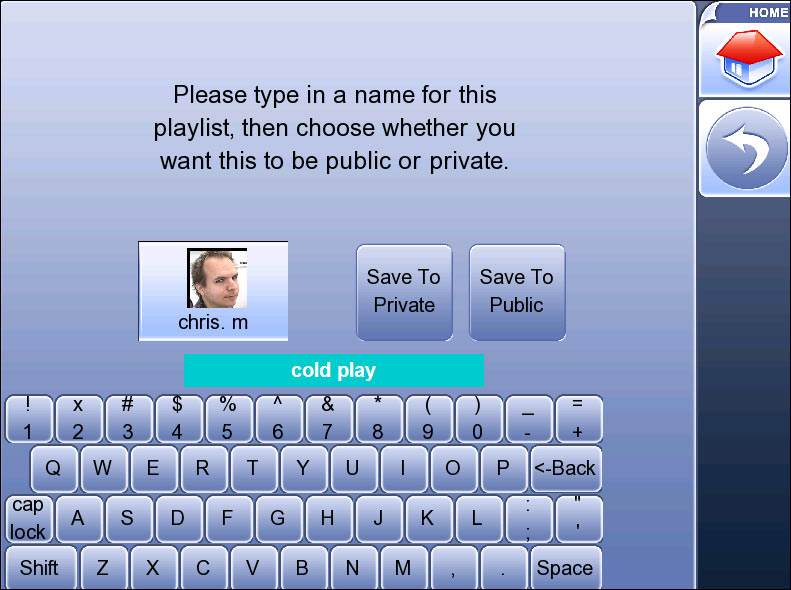 HOME
Please type in a name for this
playlist, then choose whether you
want this to be public or private.
chris. m
Save To
Private
Save To
Public
cold play
! x # $ % ^ & * ( ) _ =
1 2 3 4 5 6 7 8 9 0 - +
Q W E R T Y U I O P <-Back
cap
lock
A S D F G H J K L : "
; '
Shift Z X C V B N M , . Space